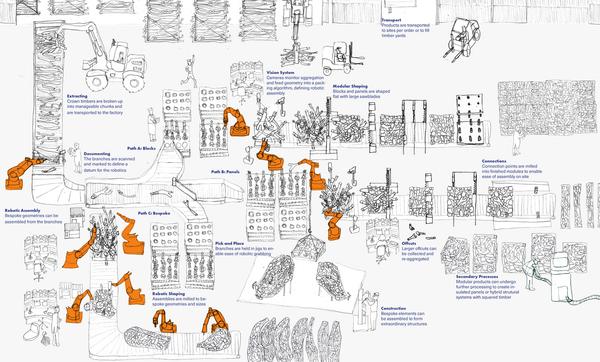 Transport
Products are transported
to sites per order or to fill
timber yards
Vision System
Cameras monitor aggregation
and feed geometry into a pack-
ing algorithm, defining robotic
assembly
Modular Shaping
Blocks and panels are shaped
flat with large sawblades
Extracting
Crown timbers are broken up
into manageable chunks and
are transported to the factory
Path A: Blocks
Documenting
The branches are scanned
and marked to define a
datum for the robotics
Path B: Panels
Connections
Connection points are milled
into finished modules to enable
ease of assembly on site
Robotic Assembly
Bespoke geometries can be
assembled from the branches
Path C: Bespoke
Pick and Place
Branches are held in jigs to en-
able ease of robotic grabbing
Offcuts
Larger offcuts can
be collected and
re-aggregated
Secondary Processes
Modular products can undergo
further processing to create in-
sulated panels or hybrid strutural
systems with squared timber
Robotic Shaping
Assemblies are milled to be-
spoke geometries and sizes
Construction
Bespoke elements can
be assembled to form
extraordinary structures